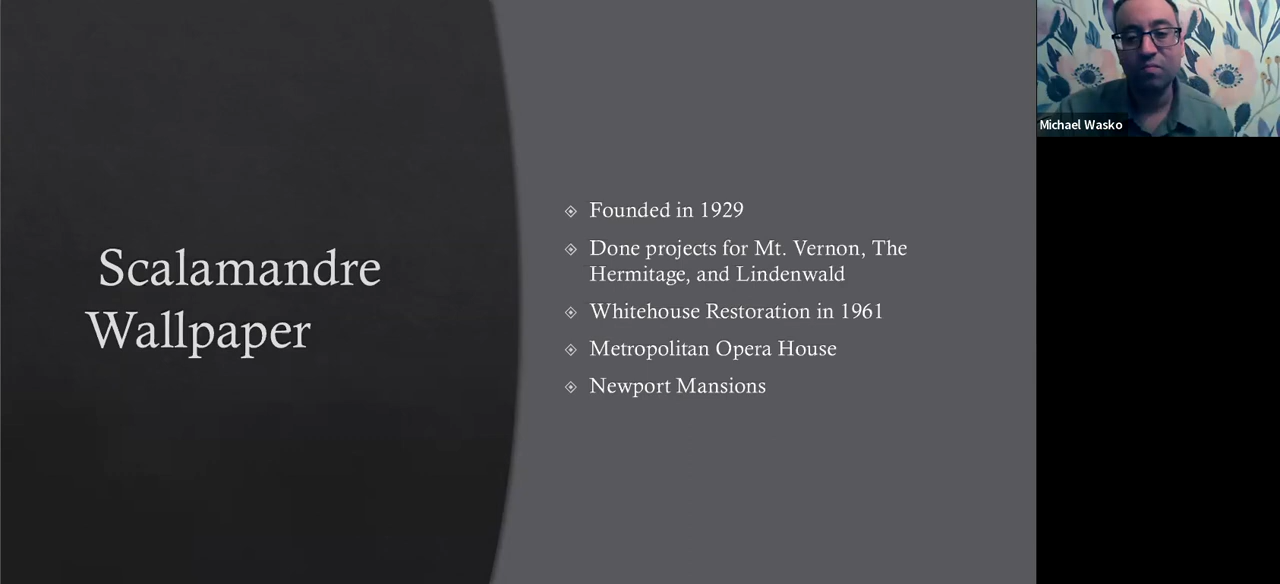 Scalamandre
Wallpaper
Founded in 1929
Done projects for Mt. Vernon, The
Hermitage, and Lindenwald
Whitehouse Restoration in 1961
Metropolitan Opera House
Newport Mansions
Michael Wasko